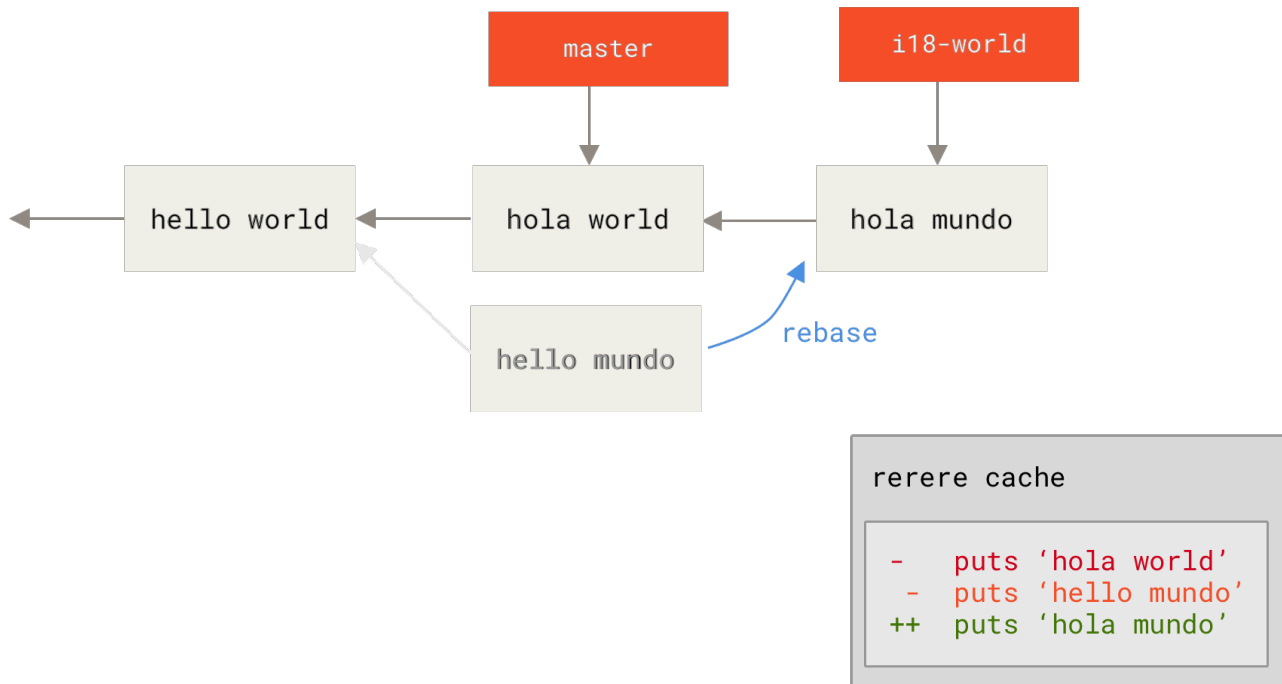 master
i18-world
hello world
hola world
hola mundo
hello mundo
rebase
rerere cache
-   puts ‘hola world’
 -  puts ‘hello mundo’
++  puts ‘hola mundo’